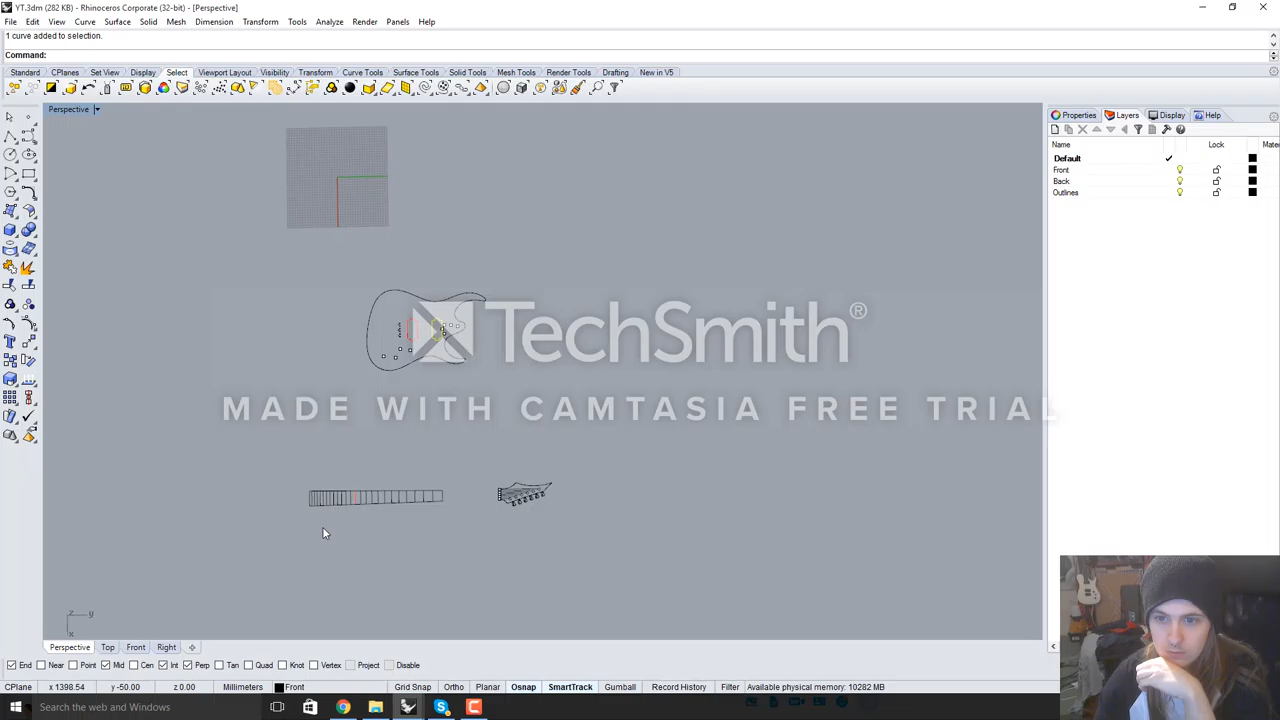 YT.3dm (282 KB) - Rhinoceros Corporate (32-bit) - [Perspective]
File Edit View Curve Surface Solid Mesh Dimension Transform Tools Analyze Render Panels Help
1 curve added to selection.
Command:
Standard CPlanes Set View Display Select Viewport Layout Visibility Transform Curve Tools Surface Tools Solid Tools Mesh Tools Render Tools Drafting New in V5
Perspective
Properties Layers Display Help
Name Lock Mate
Default
Front
Back
Outlines
TechSmith®
MADE WITH CAMTASIA FREE TRIAL
z y
x
Perspective Top Front Right
End Near Point Mid Cen Int Perp Tan Quad Knot Vertex Project Disable
CPlane x 1398.54 y -50.00 z 0.00 Millimeters Front Grid Snap Ortho Planar Osnap SmartTrack Gumball Record History Filter Available physical memory: 10282 MB
Search the web and Windows